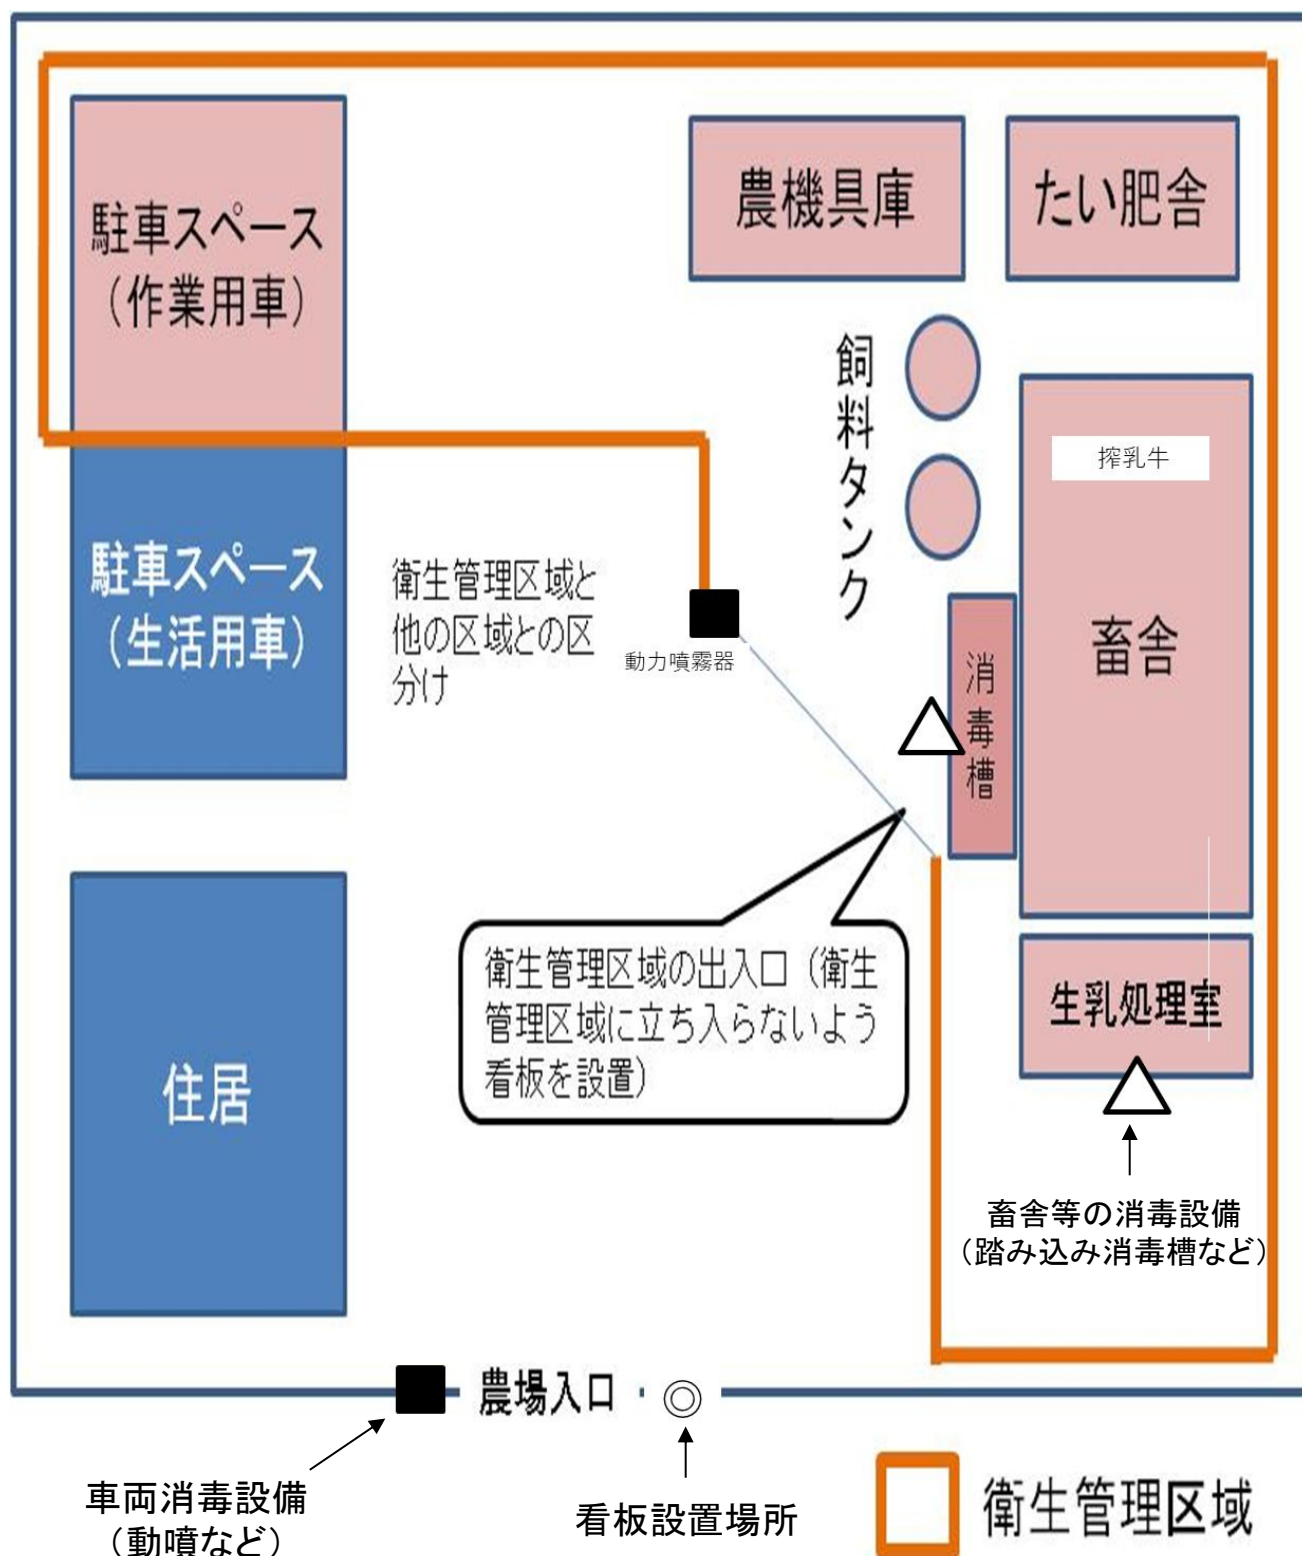 駐車スペース
（作業用車）
農機具庫
たい肥舎
飼料タンク
搾乳牛
畜舎
駐車スペース
（生活用車）
衛生管理区域と
他の区域との区
分け
動力噴霧器
消毒槽
衛生管理区域の出入口（衛生
管理区域に立ち入らないよう
看板を設置）
生乳処理室
住居
畜舎等の消毒設備
（踏み込み消毒槽など）
農場入口
車両消毒設備
（動噴など）
看板設置場所
衛生管理区域